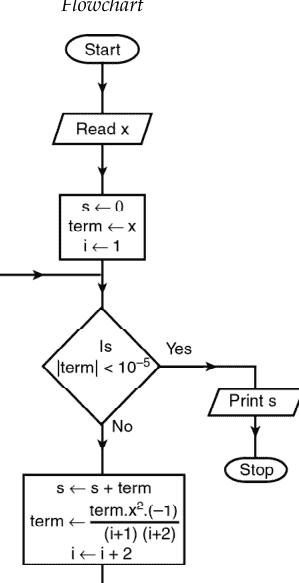 Flowchart
Start
Read x
s ← 0
term ← x
i ← 1
Is
|term| < 10⁻⁵
Yes
Print s
Stop
No
s ← s + term
term ← term.x².(−1) / (i+1) (i+2)
i ← i + 2